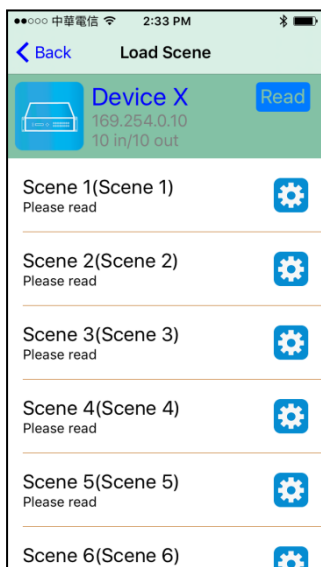 中華電信 2:33 PM
Back Load Scene
Device X Read
169.254.0.10
10 in/10 out
Scene 1(Scene 1)
Please read
Scene 2(Scene 2)
Please read
Scene 3(Scene 3)
Please read
Scene 4(Scene 4)
Please read
Scene 5(Scene 5)
Please read
Scene 6(Scene 6)